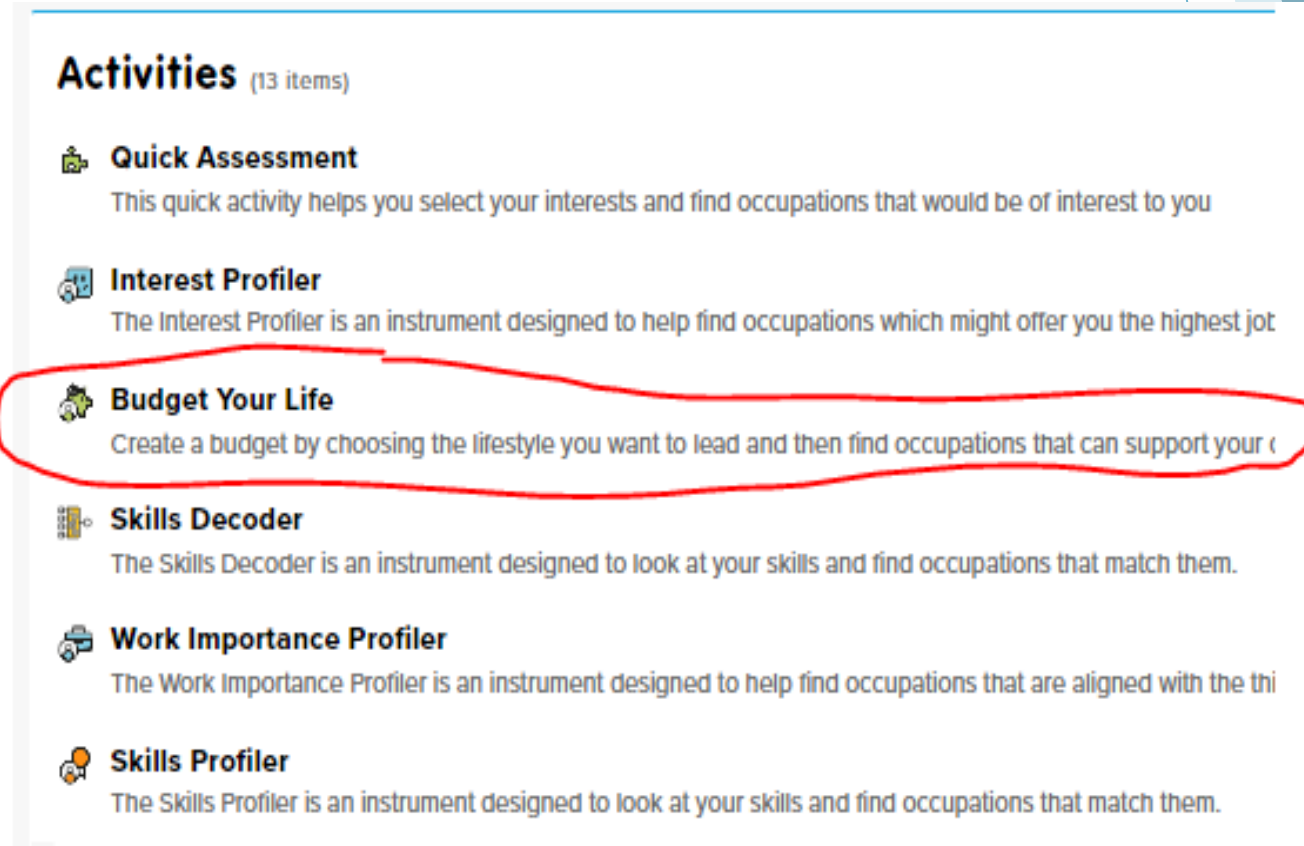 Activities (13 items)
Quick Assessment
This quick activity helps you select your interests and find occupations that would be of interest to you
Interest Profiler
The Interest Profiler is an instrument designed to help find occupations which might offer you the highest
Budget Your Life
Create a budget by choosing the lifestyle you want to lead and then find occupations that can support your
Skills Decoder
The Skills Decoder is an instrument designed to look at your skills and find occupations that match them.
Work Importance Profiler
The Work Importance Profiler is an instrument designed to help find occupations that are aligned with the
Skills Profiler
The Skills Profiler is an instrument designed to look at your skills and find occupations that match them.